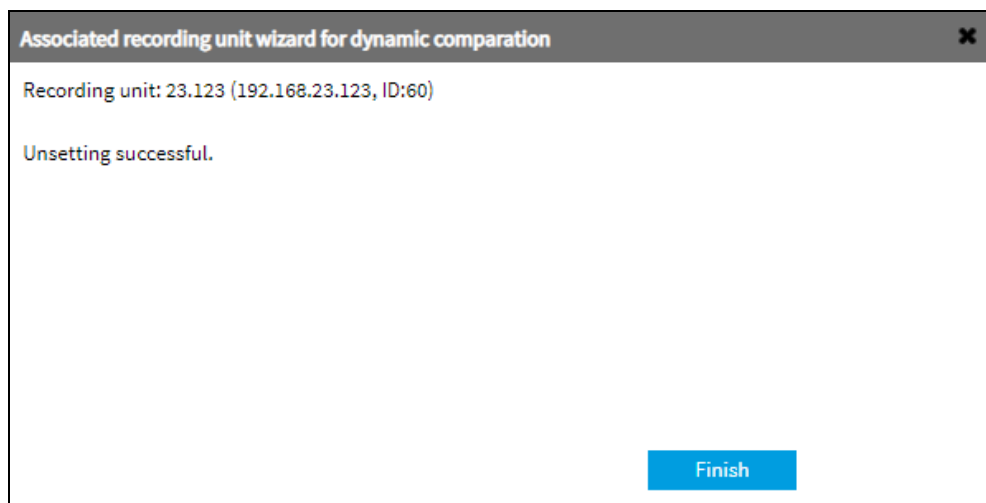 Associated recording unit wizard for dynamic comparation
Recording unit: 23.123 (192.168.23.123, ID:60)
Unsetting successful.
Finish